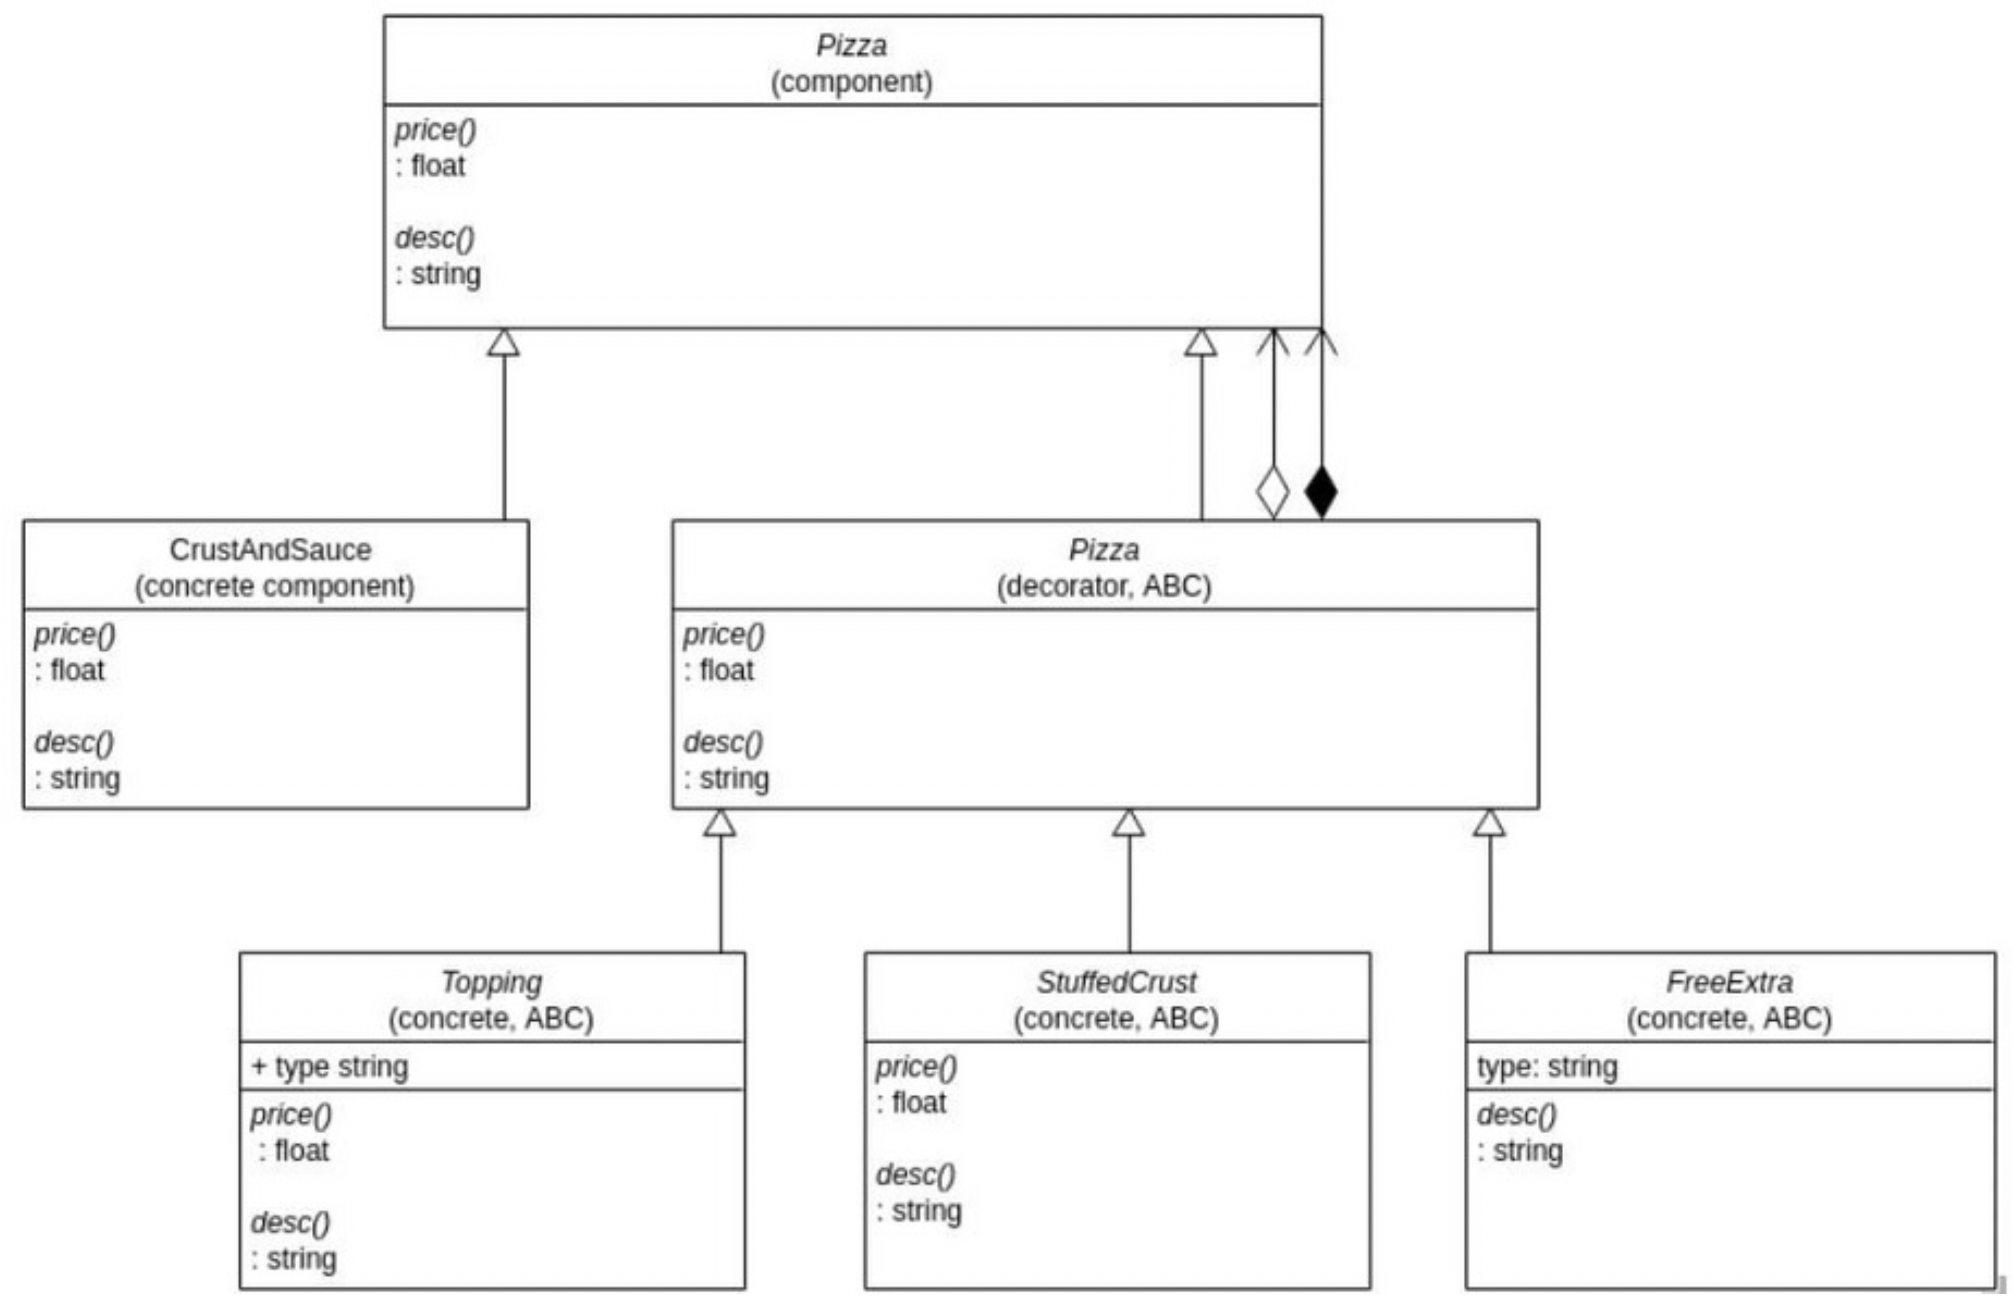 Pizza
(component)
price()
: float
desc()
: string
CrustAndSauce
(concrete component)
price()
: float
desc()
: string
Pizza
(decorator, ABC)
price()
: float
desc()
: string
Topping
(concrete, ABC)
+ type string
price()
: float
desc()
: string
StuffedCrust
(concrete, ABC)
price()
: float
desc()
: string
FreeExtra
(concrete, ABC)
type: string
desc()
: string